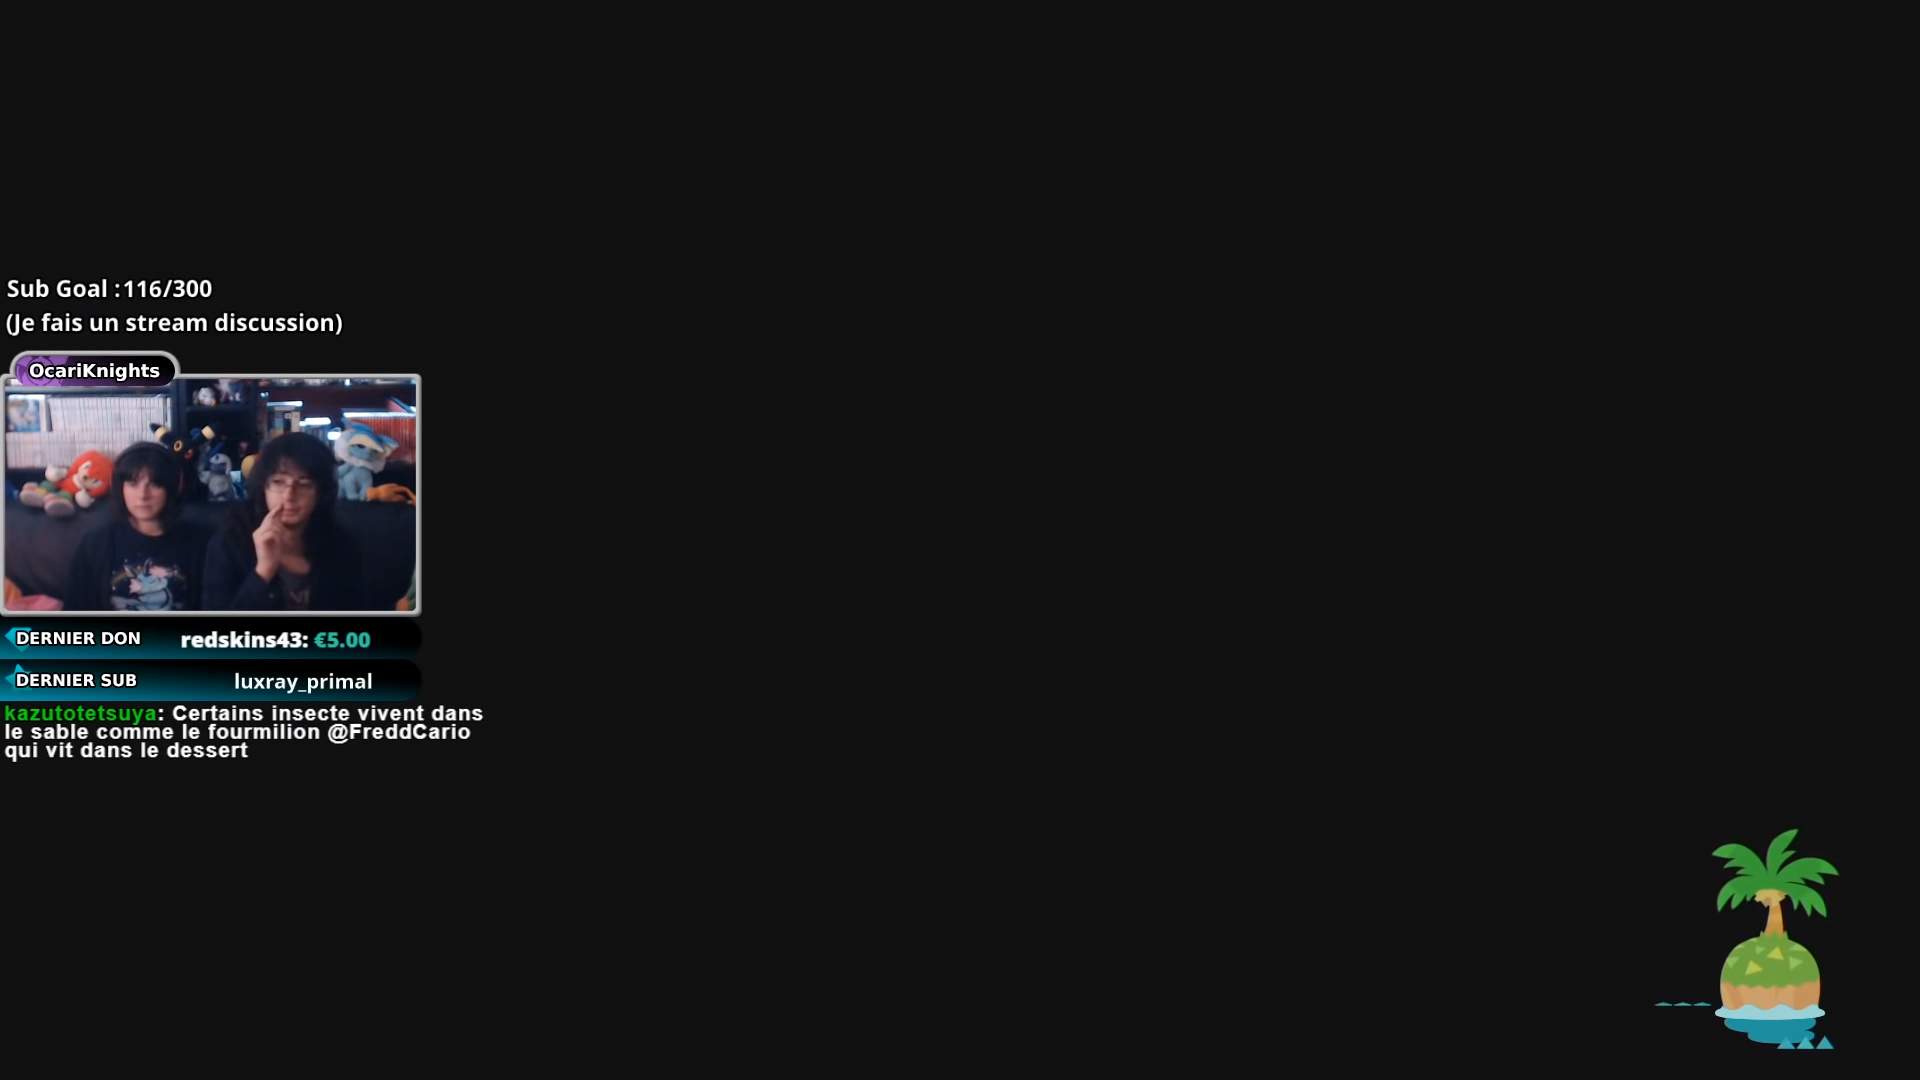 Sub Goal :116/300
(Je fais un stream discussion)
OcariKnights
DERNIER DON redskins43: €5.00
DERNIER SUB luxray_primal
kazutotetsuya: Certains insecte vivent dans
le sable comme le fourmilion @FreddCario
qui vit dans le dessert